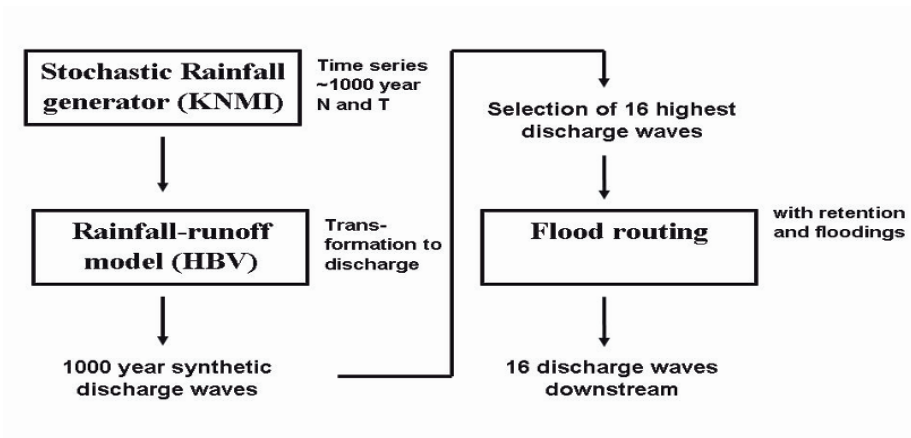 Stochastic Rainfall
generator (KNMI)
Time series
~1000 year
N and T
Rainfall-runoff
model (HBV)
Trans-
formation to
discharge
1000 year synthetic
discharge waves
Selection of 16 highest
discharge waves
Flood routing
with retention
and floodings
16 discharge waves
downstream